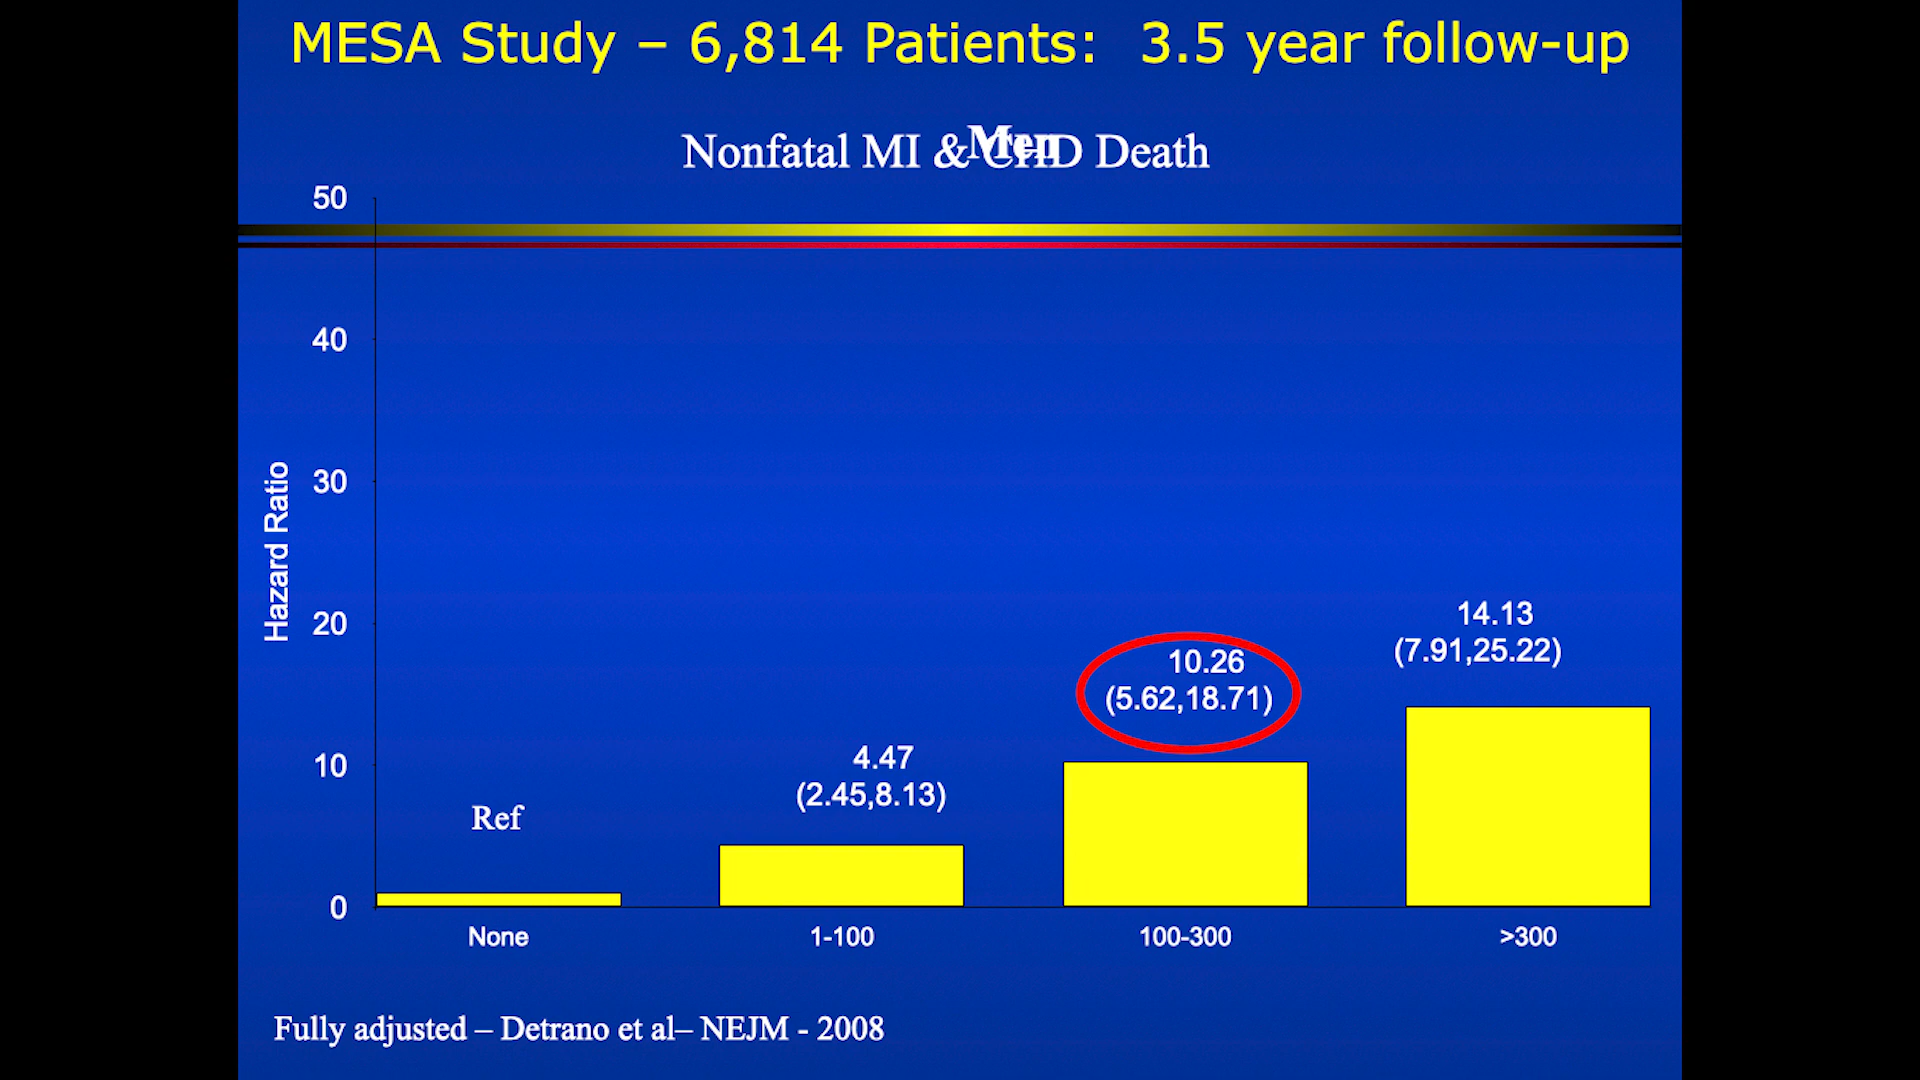 MESA Study – 6,814 Patients: 3.5 year follow-up
Men
Nonfatal MI & CHD Death
50
40
30
20
10
0
Hazard Ratio
Ref
4.47
(2.45,8.13)
10.26
(5.62,18.71)
14.13
(7.91,25.22)
None
1-100
100-300
>300
Fully adjusted – Detrano et al– NEJM - 2008